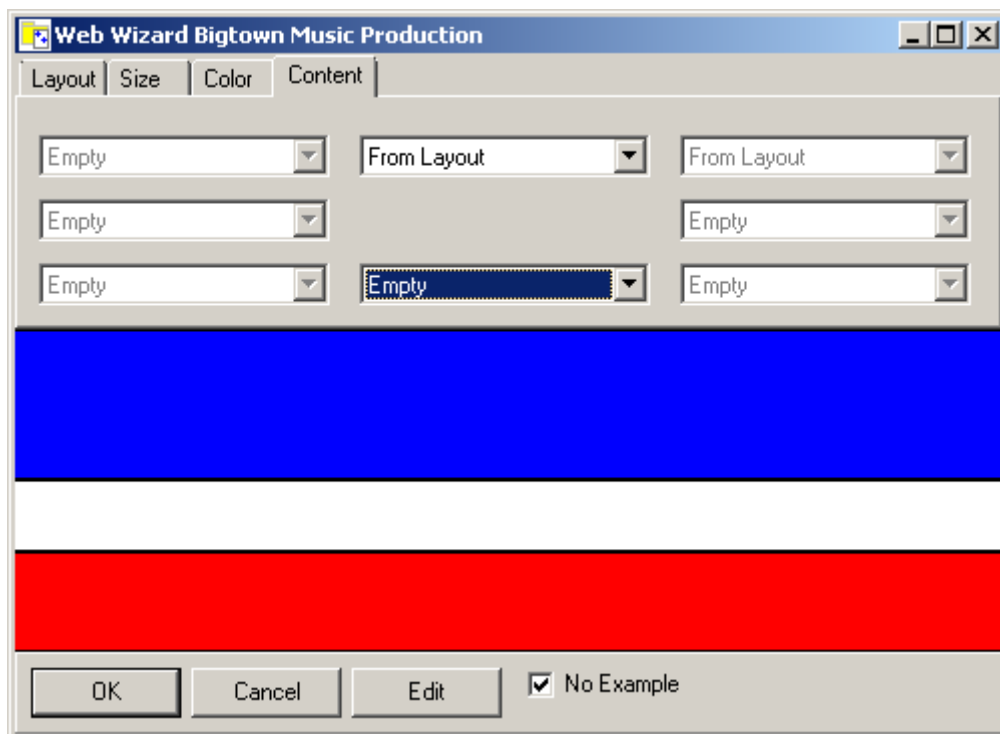 Web Wizard Bigtown Music Production
Layout Size Color Content
Empty From Layout From Layout
Empty Empty
Empty Empty Empty
OK Cancel Edit No Example